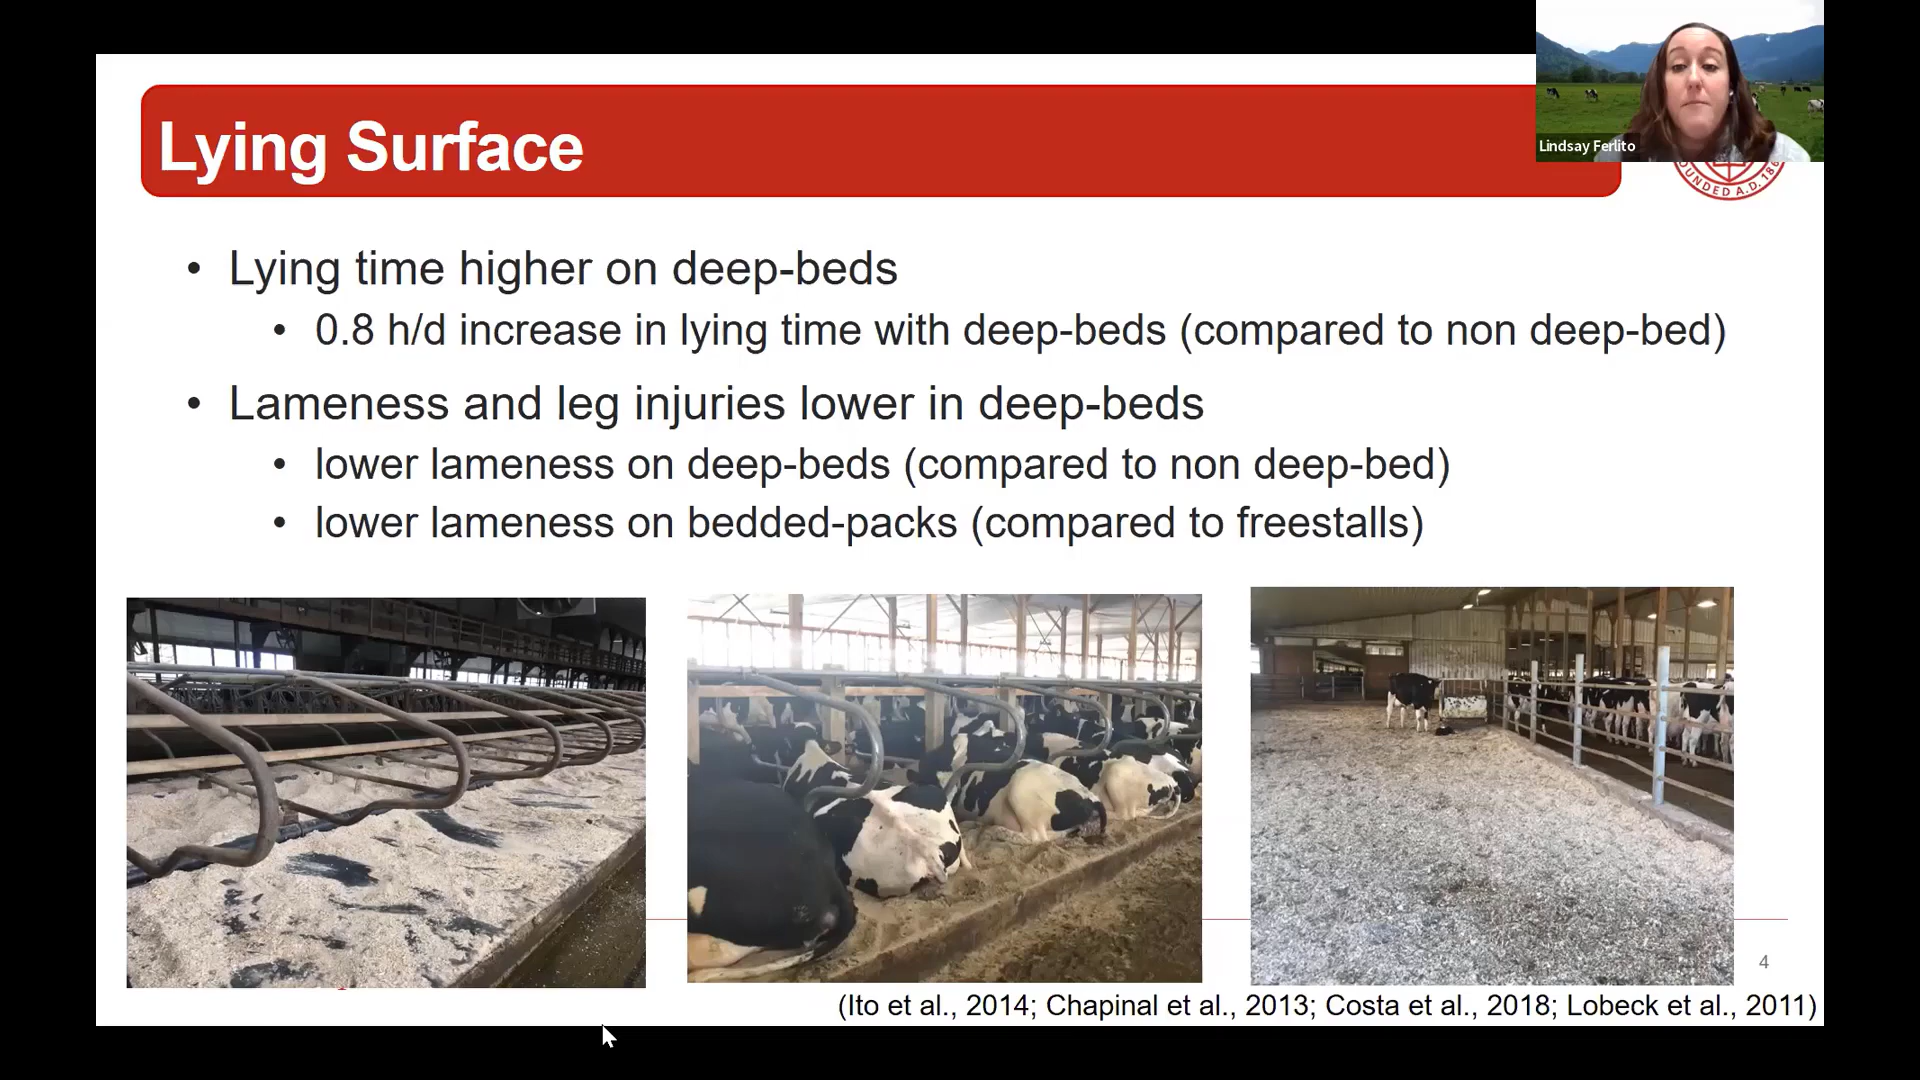 Lying Surface
Lindsay Ferlito
OUNDED A.D. 186
• Lying time higher on deep-beds
• 0.8 h/d increase in lying time with deep-beds (compared to non deep-bed)
• Lameness and leg injuries lower in deep-beds
• lower lameness on deep-beds (compared to non deep-bed)
• lower lameness on bedded-packs (compared to freestalls)
4
(Ito et al., 2014; Chapinal et al., 2013; Costa et al., 2018; Lobeck et al., 2011)